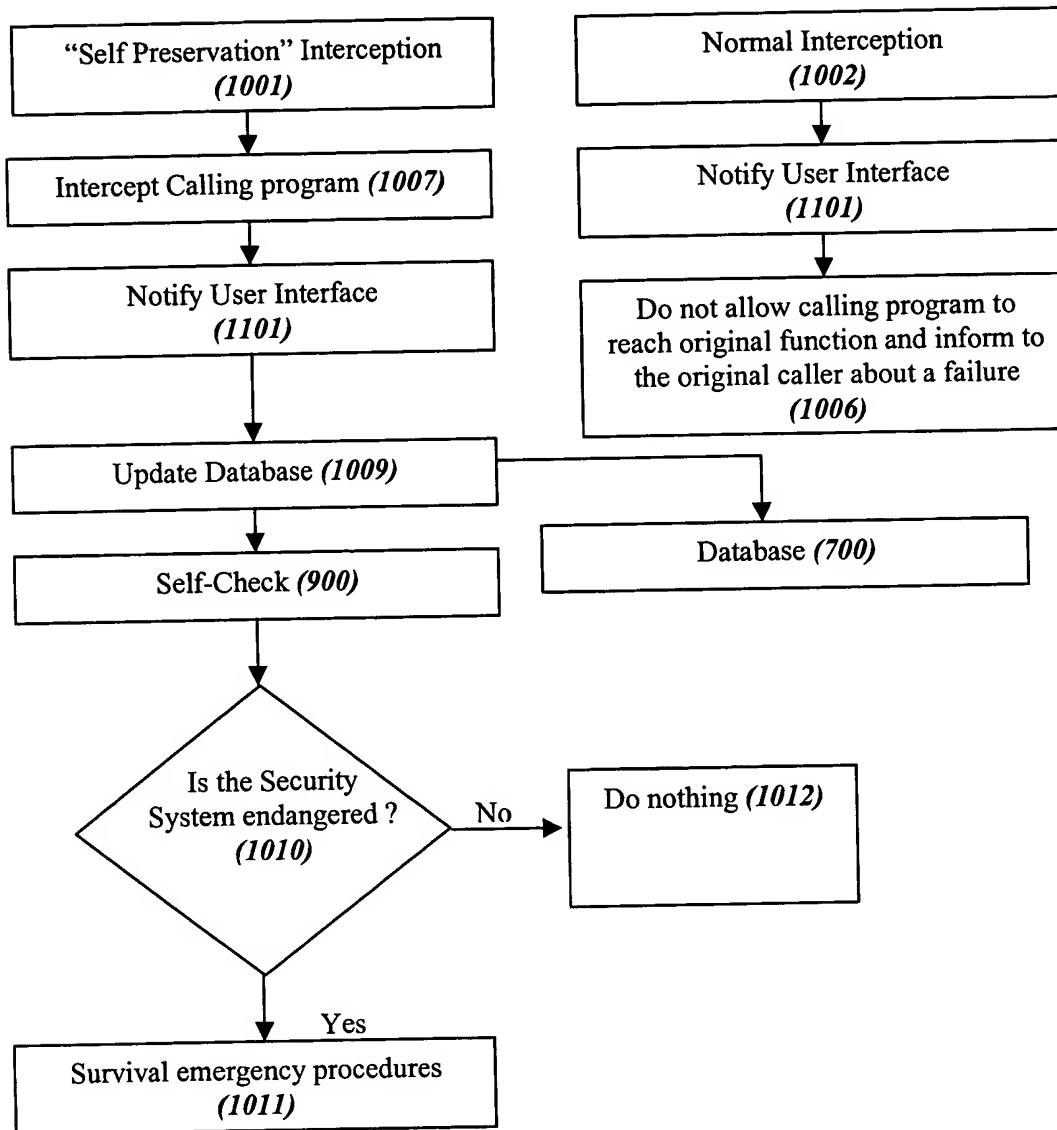 “Self Preservation” Interception
(1001)
Intercept Calling program (1007)
Notify User Interface
(1101)
Update Database (1009)
Self-Check (900)
Is the Security
System endangered ?
(1010)
No
Yes
Survival emergency procedures
(1011)
Normal Interception
(1002)
Notify User Interface
(1101)
Do not allow calling program to
reach original function and inform to
the original caller about a failure
(1006)
Database (700)
Do nothing (1012)